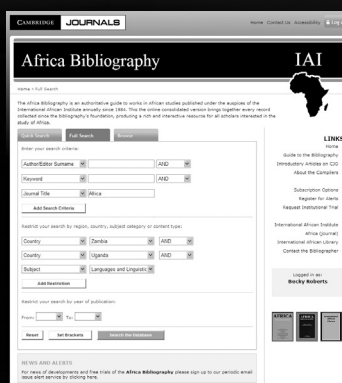 CAMBRIDGE JOURNALS
Home Contact Us Accessibility Log
Africa Bibliography
IAI
Home > Full Search
The Africa Bibliography is an authoritative guide to works in African studies published under the auspices of the
International African Institute annually since 1984. This the online consolidated version brings together every record
collected since the bibliography's foundation, producing a rich and interactive resource for all scholars interested in the
study of Africa.
Quick Search Full Search Browse
Enter your search criteria:
Author/Editor Surname AND
Keyword AND
Journal Title Africa
Add Search Criteria
Restrict your search by region, country, subject category or content type:
Country Zambia AND
Country Uganda AND
Subject Languages and Linguistic
Add Restriction
Restrict your search by year of publication:
From: To:
Reset Set Brackets Search the Database
NEWS AND ALERTS
For news of developments and free trials of the Africa Bibliography please sign up to our periodic email
issue alert service by clicking here.
LINKS
Home
Guide to the Bibliography
Introductory Articles on CJO
About the Compilers
Subscription Options
Register for Alerts
Request Institutional Trial
International African Institute
Africa (journal)
International African Library
Contact the Bibliographer
Logged in as:
Becky Roberts
AFRICA